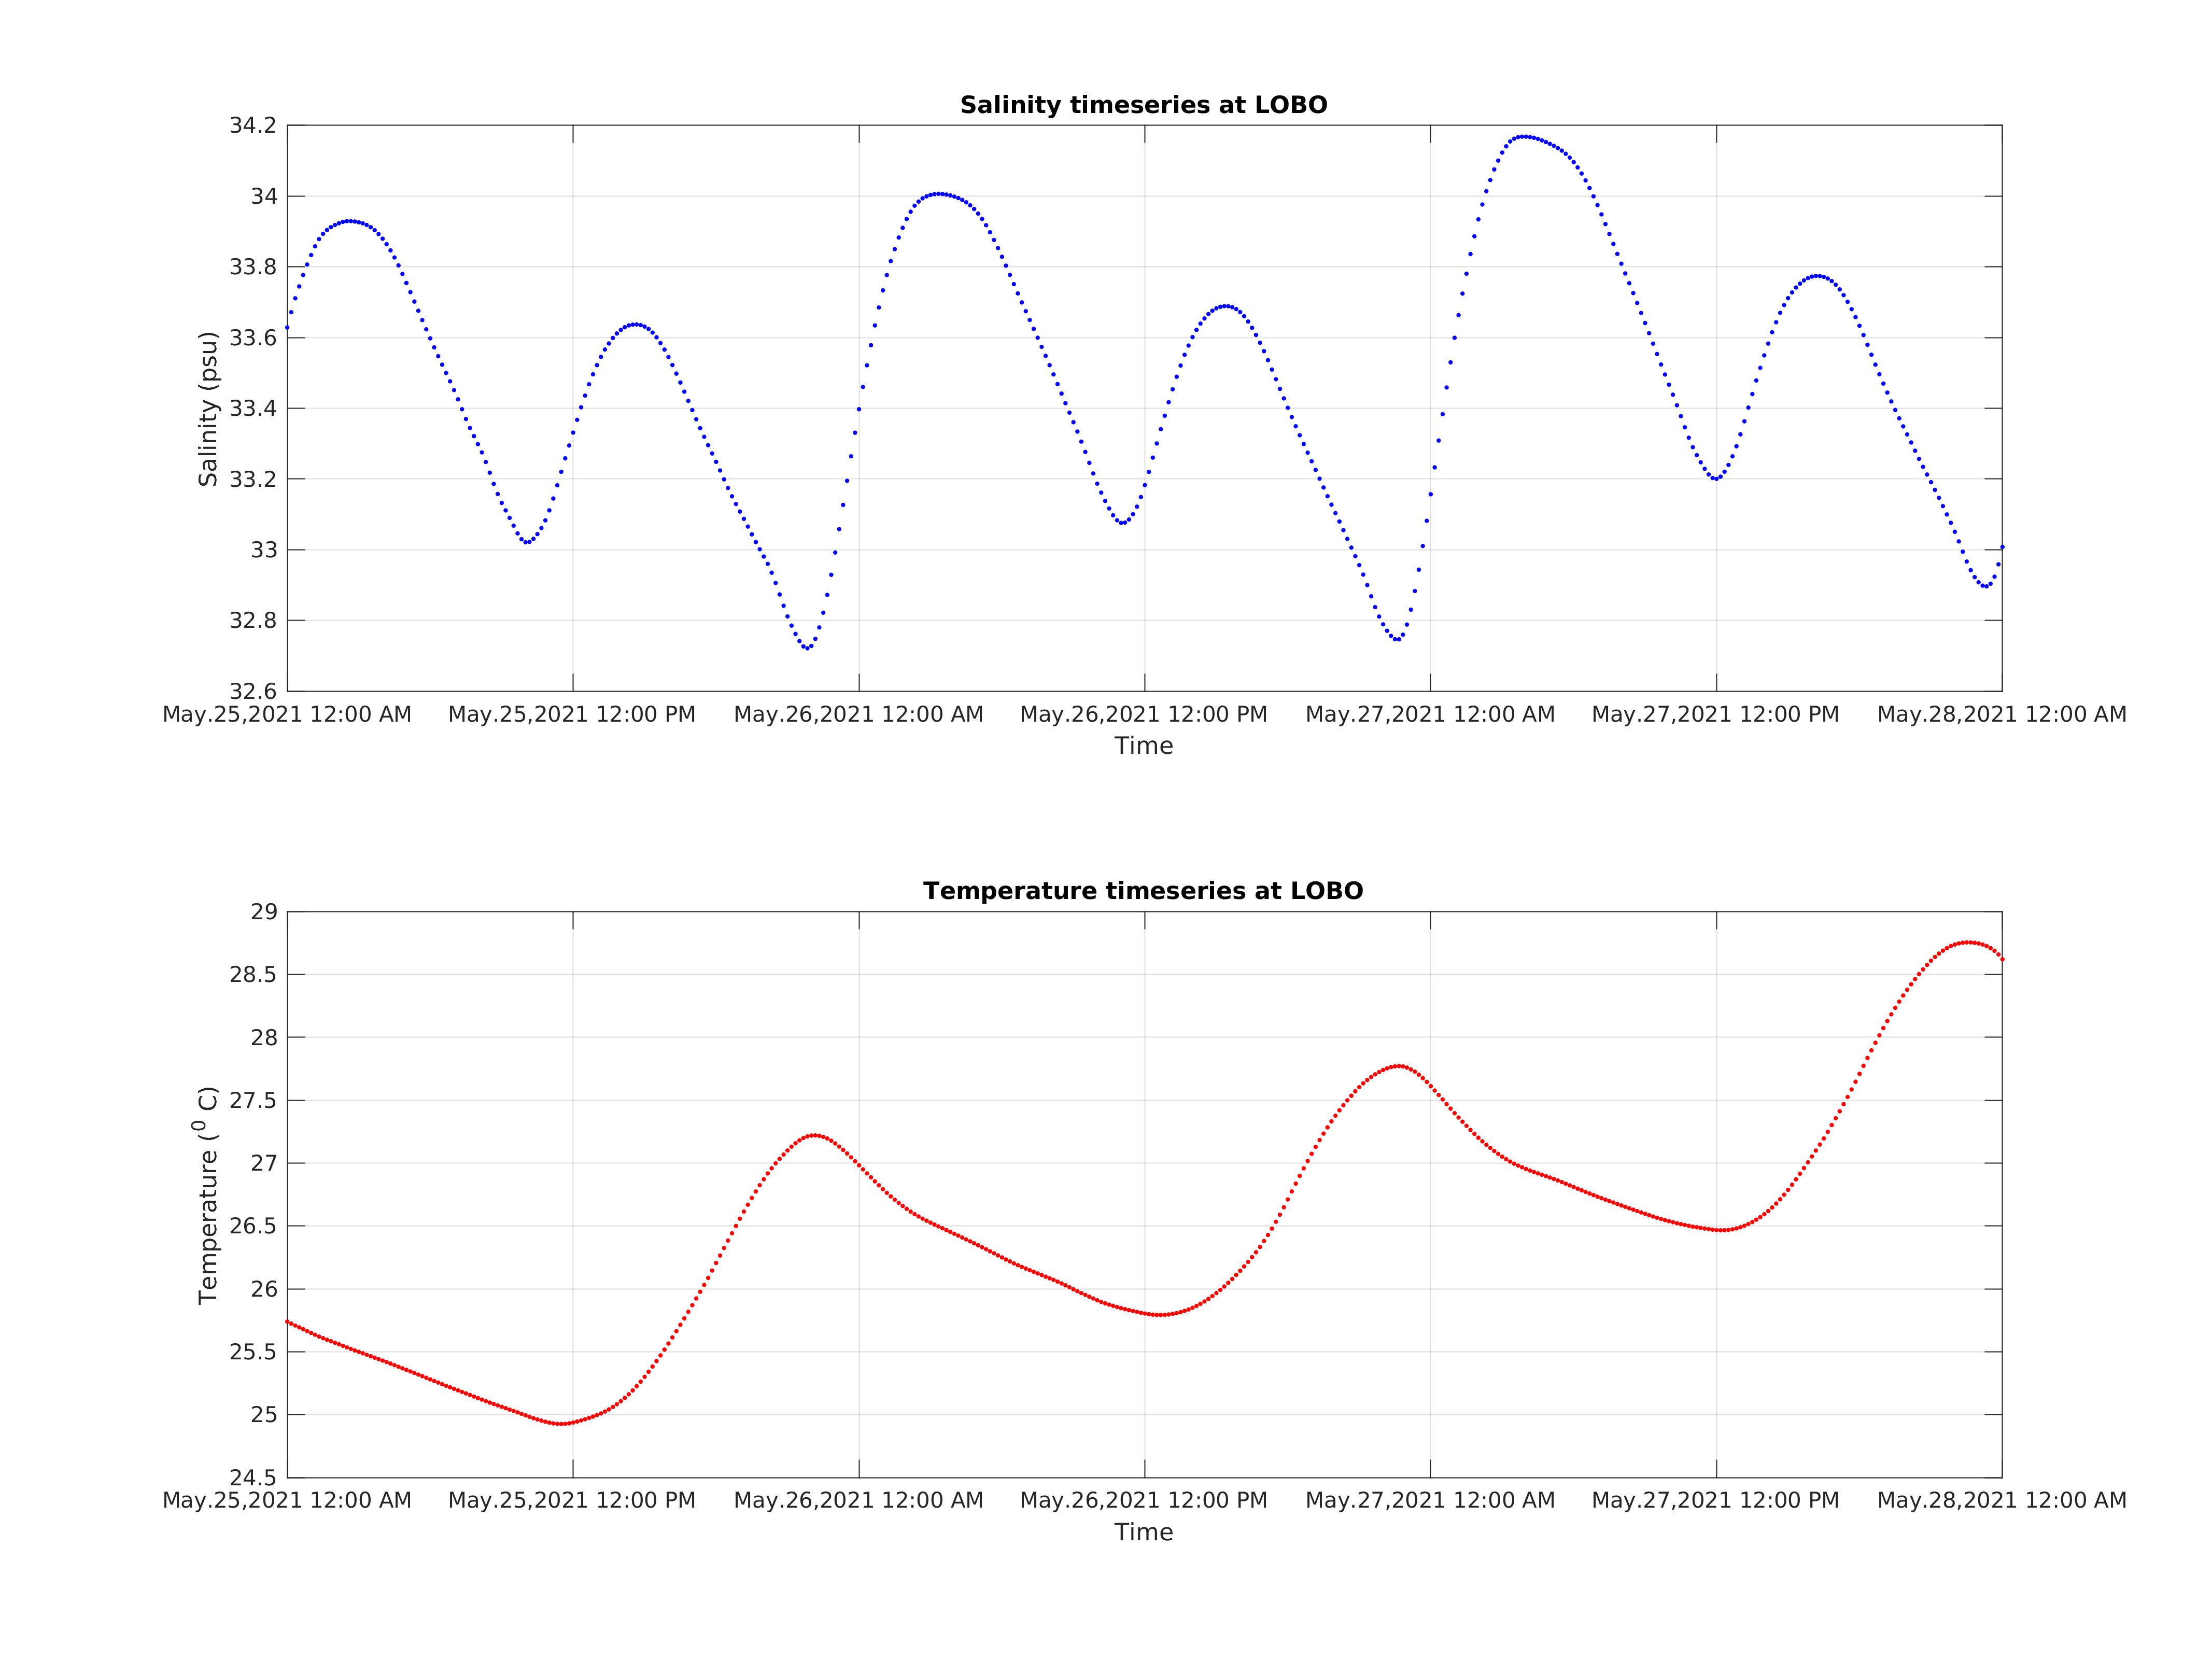 Salinity timeseries at LOBO
34.2
34
33.8
33.6
33.4
33.2
33
32.8
32.6
Salinity (psu)
May.25,2021 12:00 AM May.25,2021 12:00 PM May.26,2021 12:00 AM May.26,2021 12:00 PM May.27,2021 12:00 AM May.27,2021 12:00 PM May.28,2021 12:00 AM
Time
Temperature timeseries at LOBO
29
28.5
28
27.5
27
26.5
26
25.5
25
24.5
Temperature (⁰ C)
May.25,2021 12:00 AM May.25,2021 12:00 PM May.26,2021 12:00 AM May.26,2021 12:00 PM May.27,2021 12:00 AM May.27,2021 12:00 PM May.28,2021 12:00 AM
Time